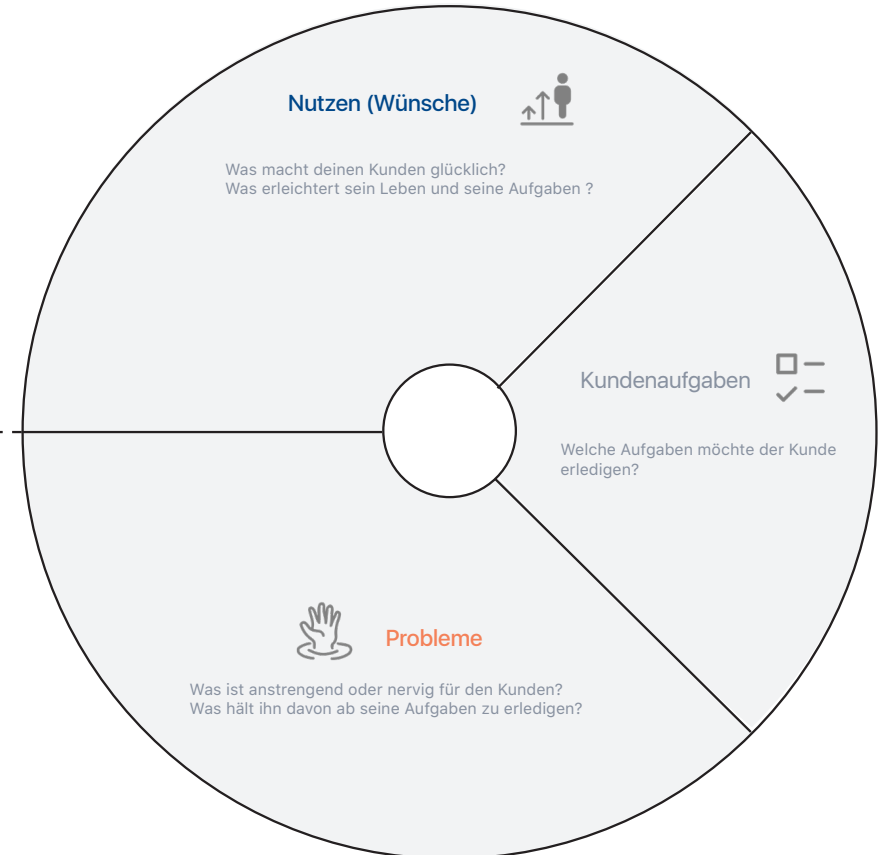 Nutzen (Wünsche)
Was macht deinen Kunden glücklich?
Was erleichtert sein Leben und seine Aufgaben ?
Kundenaufgaben
Welche Aufgaben möchte der Kunde
erledigen?
Probleme
Was ist anstrengend oder nervig für den Kunden?
Was hält ihn davon ab seine Aufgaben zu erledigen?